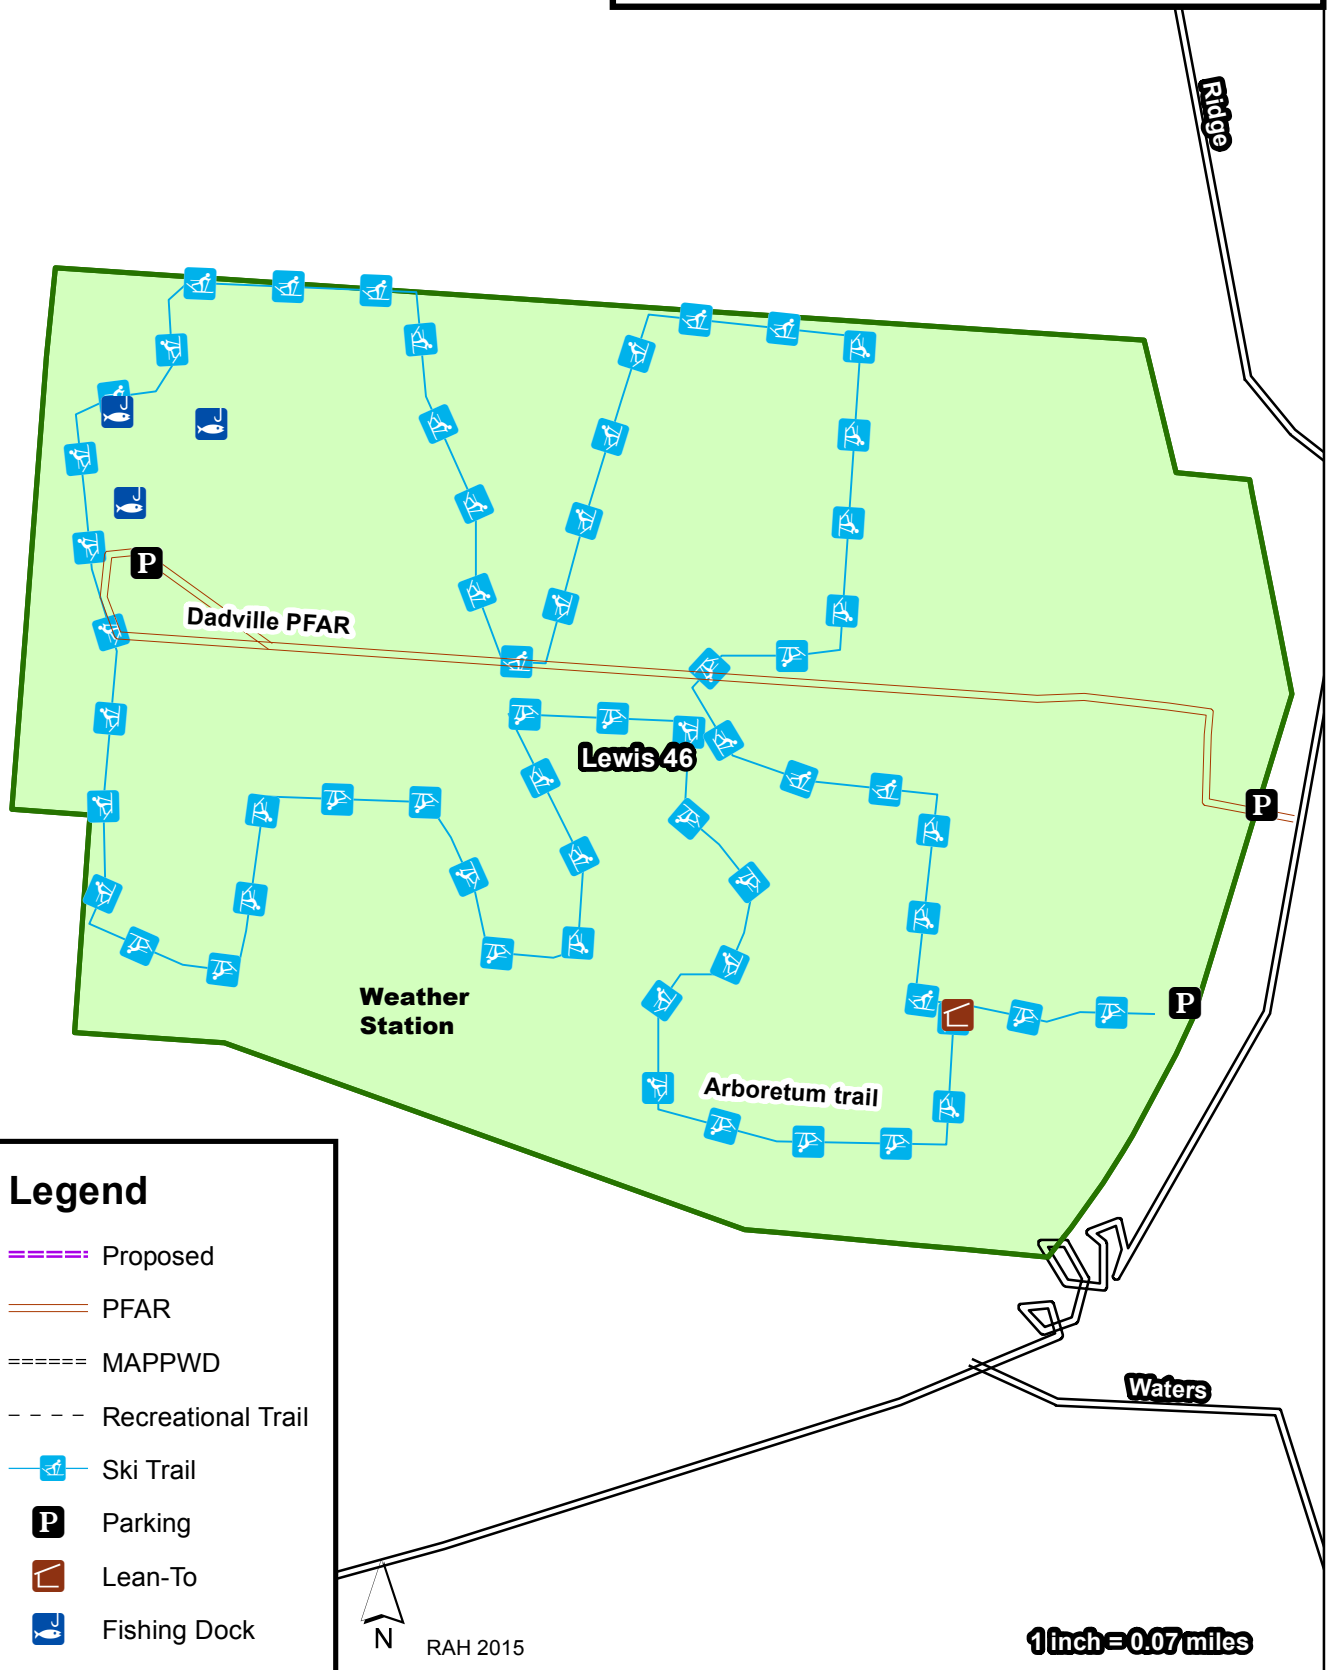 Ridge
Dadville PFAR
Lewis 46
Weather
Station
Arboretum trail
Legend
Proposed
PFAR
MAPPWD
Recreational Trail
Ski Trail
P Parking
Lean-To
Fishing Dock
P
P
P
Waters
N
RAH 2015
1 inch = 0.07 miles